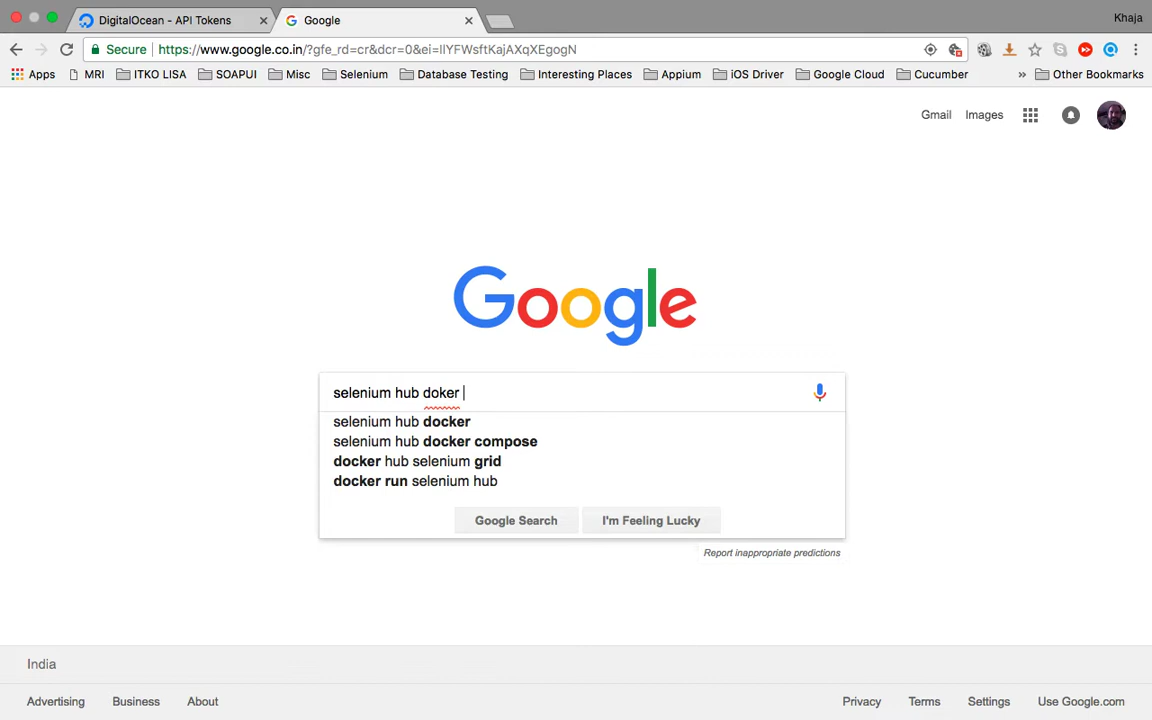 DigitalOcean - API Tokens
Google
Khaja
Secure https://www.google.co.in/?gfe_rd=cr&dcr=0&ei=IlYFWsftKajAXqXEgogN
Apps MRI ITKO LISA SOAPUI Misc Selenium Database Testing Interesting Places Appium iOS Driver Google Cloud Cucumber » Other Bookmarks
Gmail Images
Google
selenium hub doker
selenium hub docker
selenium hub docker compose
docker hub selenium grid
docker run selenium hub
Google Search I'm Feeling Lucky
Report inappropriate predictions
India
Advertising Business About Privacy Terms Settings Use Google.com